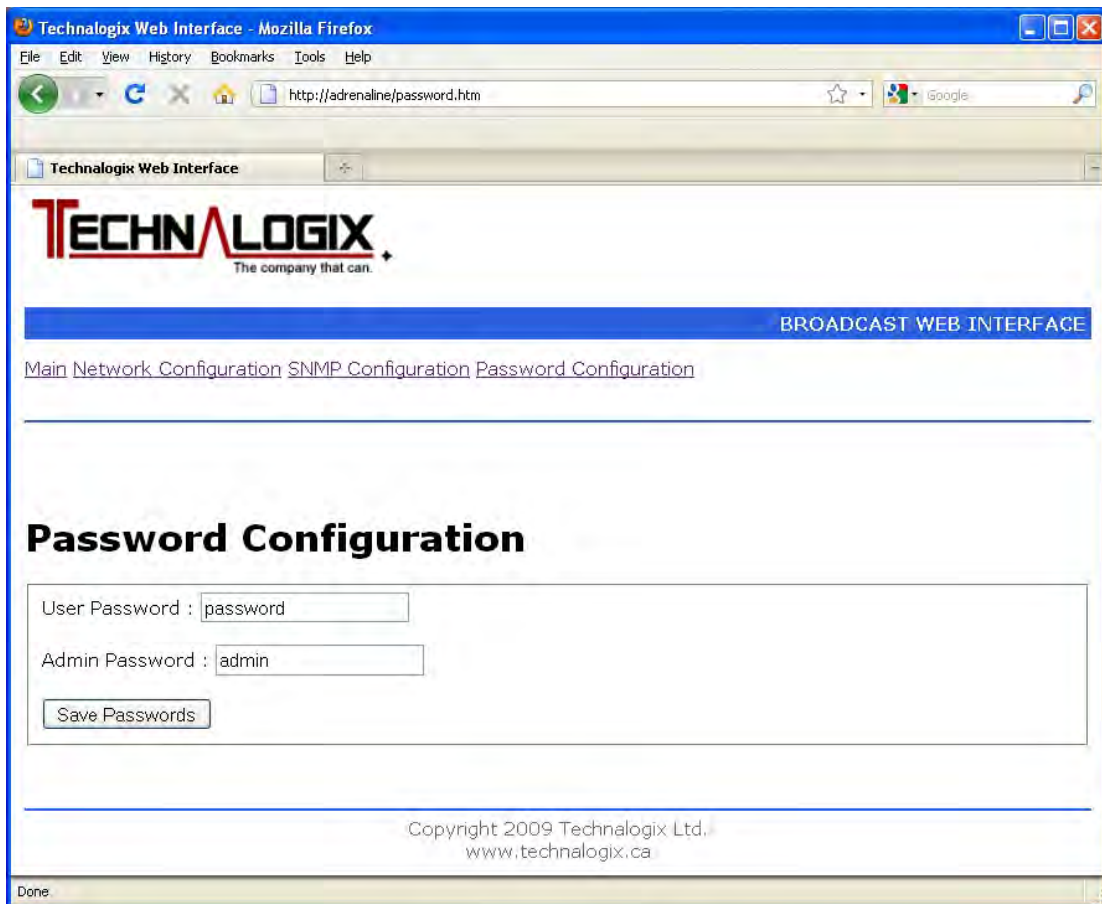 Technalogix Web Interface - Mozilla Firefox
File Edit View History Bookmarks Tools Help
http://adrenaline/password.htm
Google
Technalogix Web Interface
TECHNALOGIX
The company that can.
BROADCAST WEB INTERFACE
Main Network Configuration SNMP Configuration Password Configuration
Password Configuration
User Password : password
Admin Password : admin
Save Passwords
Copyright 2009 Technalogix Ltd.
www.technalogix.ca
Done